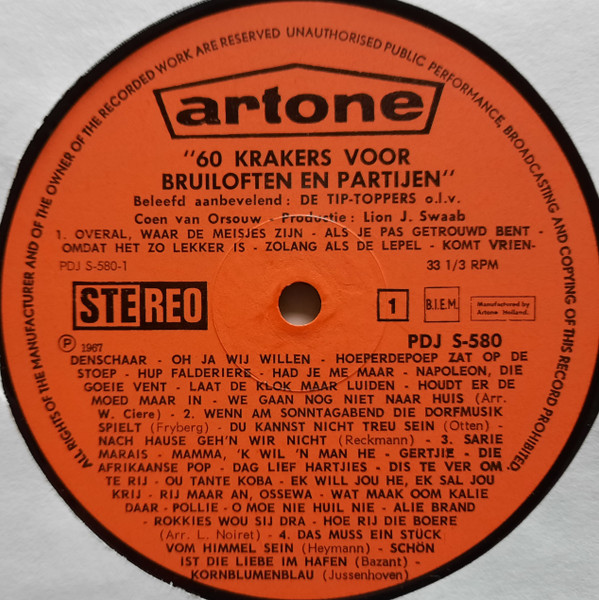 ALL RIGHTS OF THE MANUFACTURER AND OF THE OWNER OF THE RECORDED WORK ARE RESERVED UNAUTHORISED PUBLIC PERFORMANCE, BROADCASTING AND COPYING OF THIS RECORD PROHIBITED
artone
"60 KRAKERS VOOR
BRUILOFTEN EN PARTIJEN"
Beleefd aanbevelend: DE TIP-TOPPERS o.l.v.
Coen van Orsouw - Productie: Lion J. Swaab
1. OVERAL, WAAR DE MEISJES ZIJN - ALS JE PAS GETROUWD BENT -
OMDAT HET ZO LEKKER IS - ZOLANG ALS DE LEPEL - KOMT VRIEN-
PDJ S-580-1 33 1/3 RPM
STEREO 1 B.I.E.M. Manufactured by
Artone Holland.
Ⓟ 1967 PDJ S-580
DENSCHAAR - OH JA WIJ WILLEN - HOEPERDEPOEP ZAT OP DE
STOEP - HUP FALDERIERE - HAD JE ME MAAR - NAPOLEON, DIE
GOEIE VENT - LAAT DE KLOK MAAR LUIDEN - HOUDT ER DE
MOED MAAR IN - WE GAAN NOG NIET NAAR HUIS (Arr.
W. Ciere) - 2. WENN AM SONNTAGABEND DIE DORFMUSIK
SPIELT (Fryberg) - DU KANNST NICHT TREU SEIN (Otten) -
NACH HAUSE GEH'N WIR NICHT (Reckmann) - 3. SARIE
MARAIS - MAMMA, 'K WIL 'N MAN HE - GERTJIE - DIE
AFRIKAANSE POP - DAG LIEF HARTJIES - DIS TE VER OM
TE RIJ - OU TANTE KOBA - EK WILL JOU HE, EK SAL JOU
KRIJ - RIJ MAAR AN, OSSEWA - WAT MAAK OOM KALIE
DAAR - POLLIE - O MOE NIE HUIL NIE - ALIE BRAND
- ROKKIES WOU SIJ DRA - HOE RIJ DIE BOERE
(Arr. L. Noiret) - 4. DAS MUSS EIN STÜCK
VOM HIMMEL SEIN (Heymann) - SCHÖN
IST DIE LIEBE IM HAFEN (Bazant) -
KORNBLUMENBLAU (Jussenhoven)